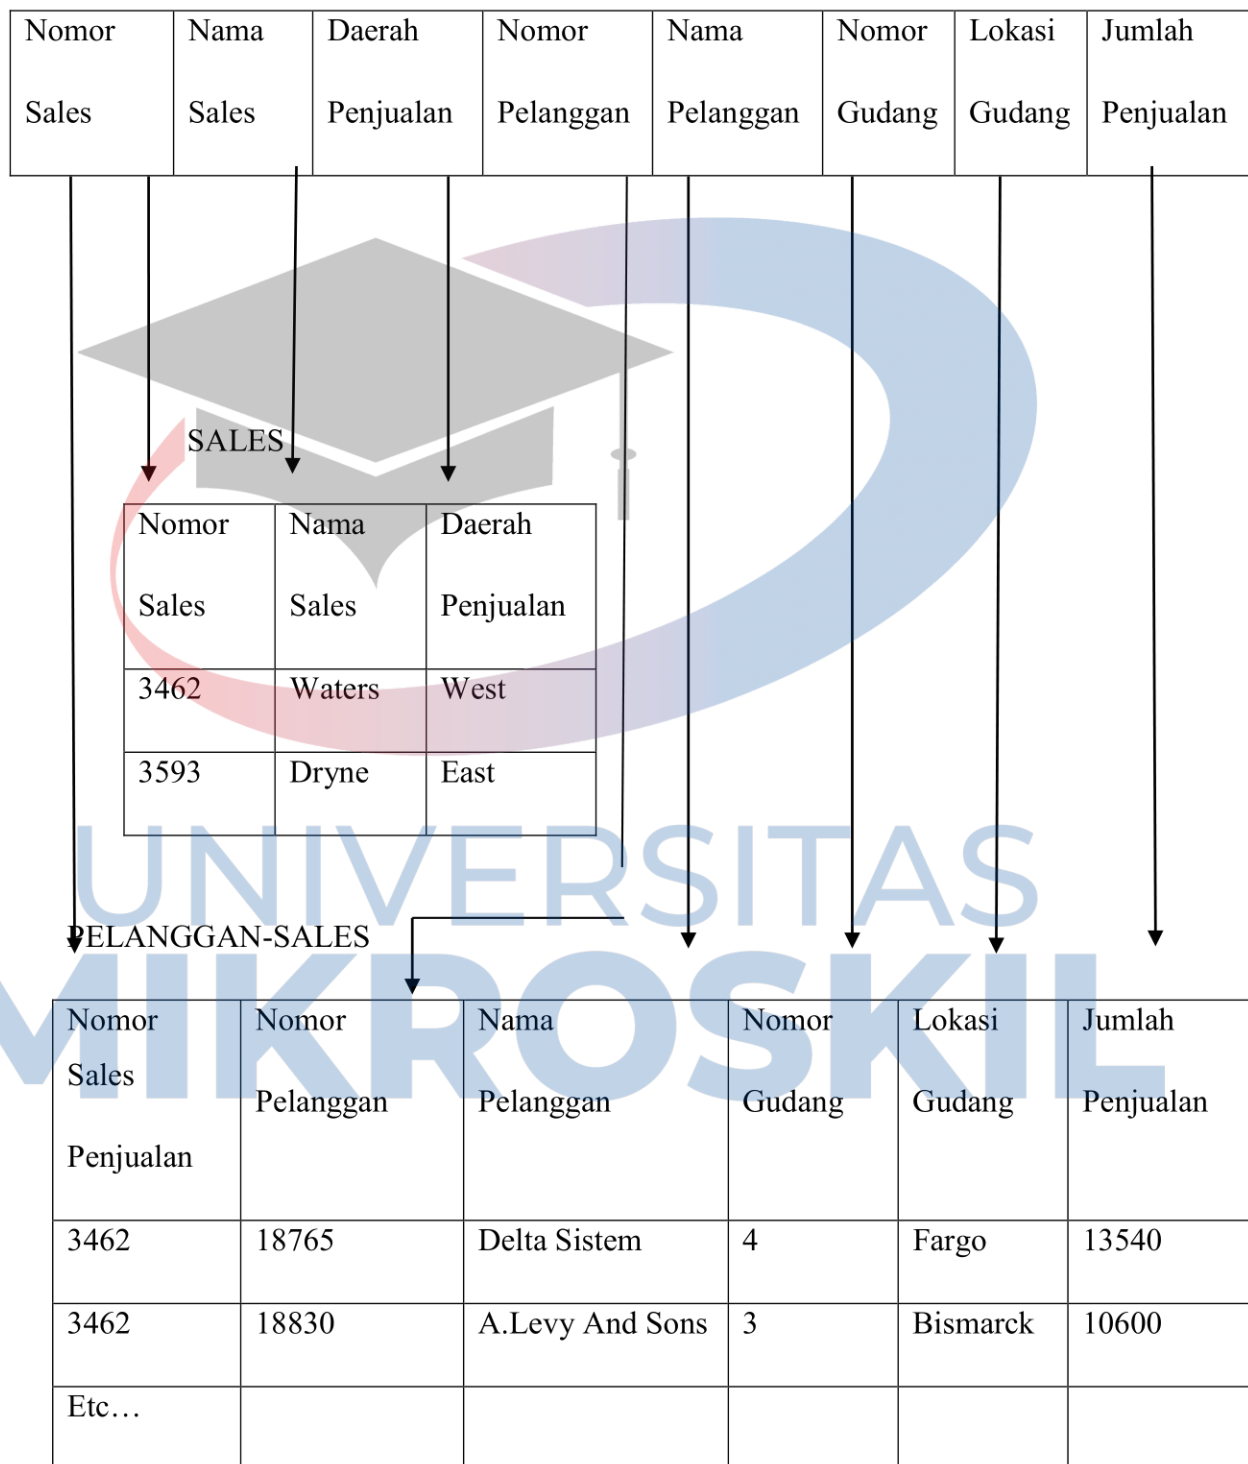 Nomor Nama Daerah Nomor Nama Nomor Lokasi Jumlah
Sales Sales Penjualan Pelanggan Pelanggan Gudang Gudang Penjualan
SALES
Nomor Nama Daerah
Sales Sales Penjualan
3462 Waters West
3593 Dryne East
UNIVERSITAS
PELANGGAN-SALES
MIKROSKIL
Nomor Nomor Nama Nomor Lokasi Jumlah
Sales
Pelanggan Pelanggan Gudang Gudang Penjualan
Penjualan
3462 18765 Delta Sistem 4 Fargo 13540
3462 18830 A.Levy And Sons 3 Bismarck 10600
Etc…